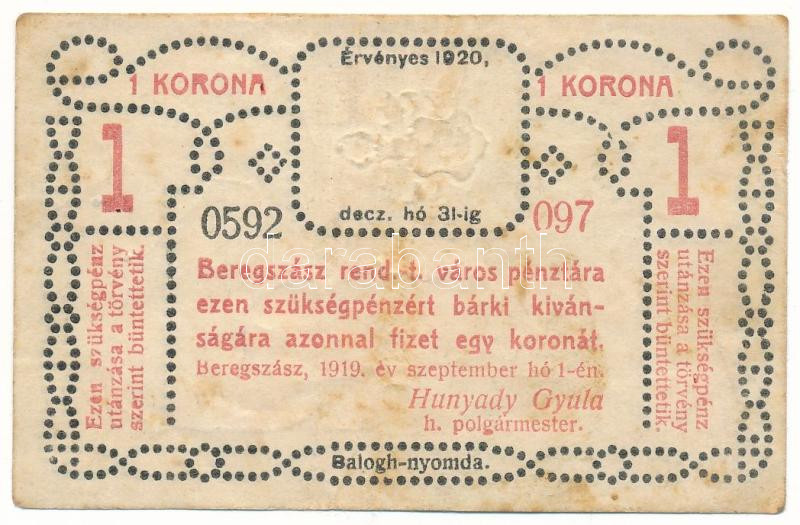 Érvényes 1920,
1 KORONA
1 KORONA
1
1
decz. hó 31-ig
0592
097
Beregszász rend. t. város pénztára
ezen szükségpénzért bárki kiván-
ságára azonnal fizet egy koronát.
Beregszász, 1919. év szeptember hó 1-én.
Hunyady Gyula
h. polgármester.
Ezen szükségpénz
utánzása a törvény
szerint büntettetik.
Ezen szükségpénz
utánzása a törvény
szerint büntettetik.
Balogh-nyomda.
darabanth